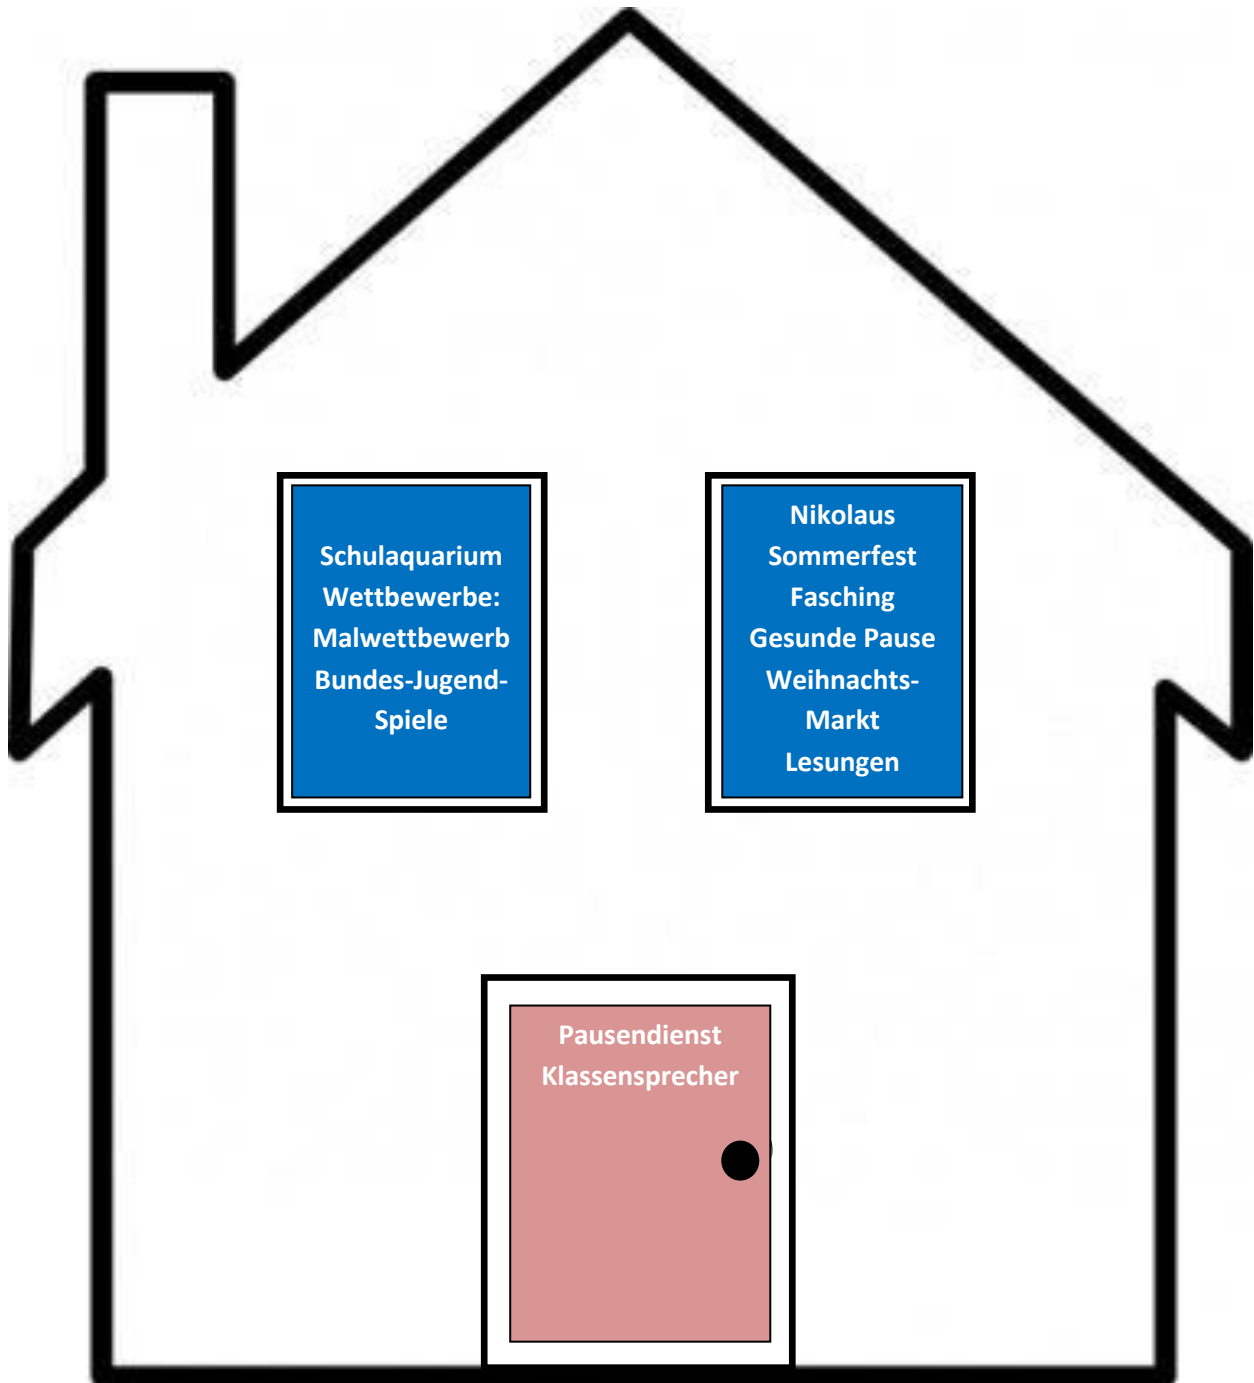 Schulaquarium
Wettbewerbe:
Malwettbewerb
Bundes-Jugend-
Spiele
Nikolaus
Sommerfest
Fasching
Gesunde Pause
Weihnachts-
Markt
Lesungen
Pausendienst
Klassensprecher